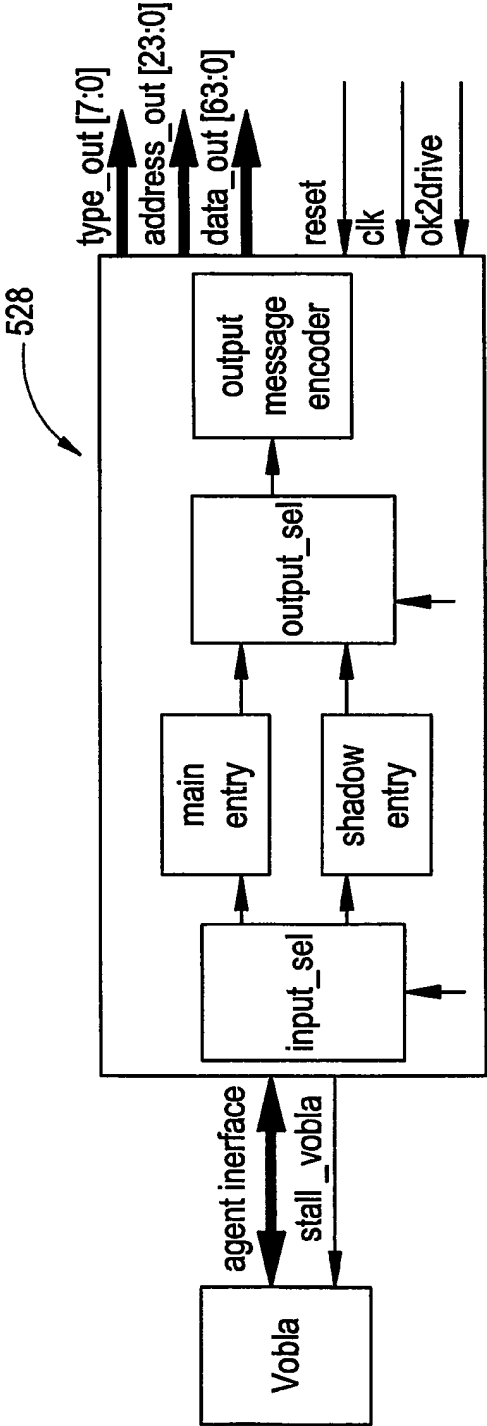 528
Vobla
agent inerface
stall_vobla
input_sel
main
entry
shadow
entry
output_sel
output
message
encoder
type_out [7:0]
address_out [23:0]
data_out [63:0]
reset
clk
ok2drive